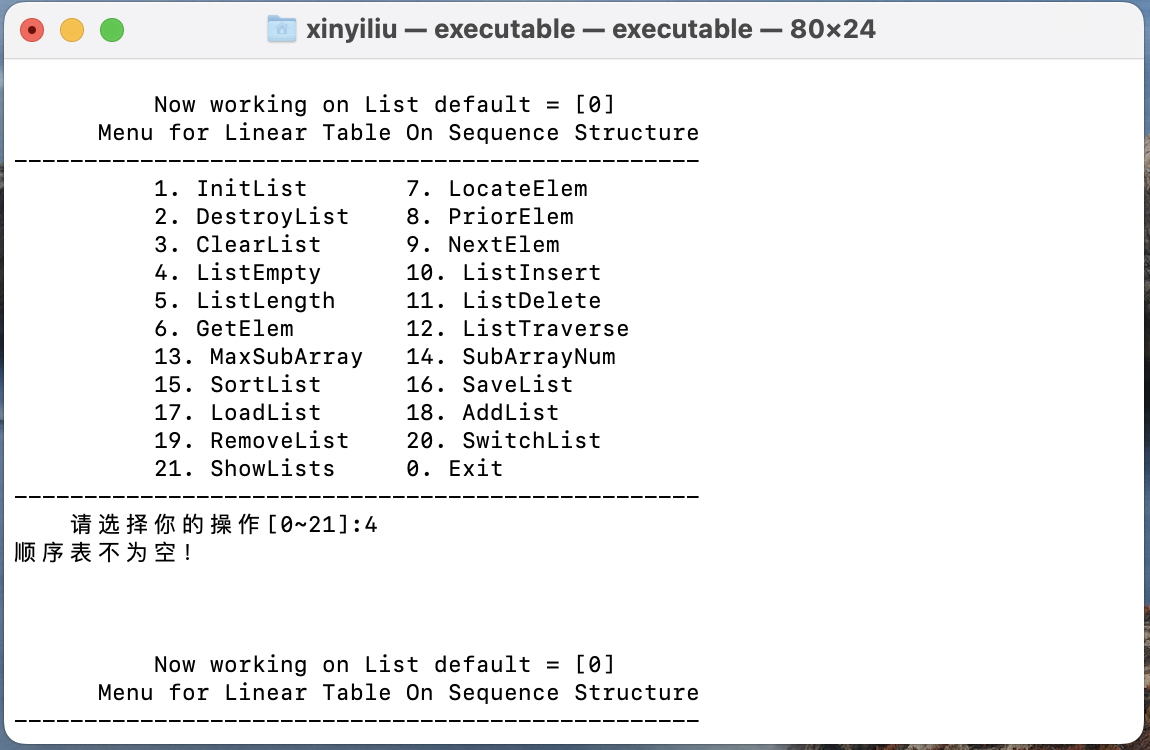 xinyiliu — executable — executable — 80×24
Now working on List default = [0]
Menu for Linear Table On Sequence Structure
-------------------------------------------------
1. InitList       7. LocateElem
2. DestroyList    8. PriorElem
3. ClearList      9. NextElem
4. ListEmpty      10. ListInsert
5. ListLength     11. ListDelete
6. GetElem        12. ListTraverse
13. MaxSubArray   14. SubArrayNum
15. SortList      16. SaveList
17. LoadList      18. AddList
19. RemoveList    20. SwitchList
21. ShowLists     0. Exit
-------------------------------------------------
请选择你的操作[0~21]:4
顺序表不为空!
Now working on List default = [0]
Menu for Linear Table On Sequence Structure
-------------------------------------------------